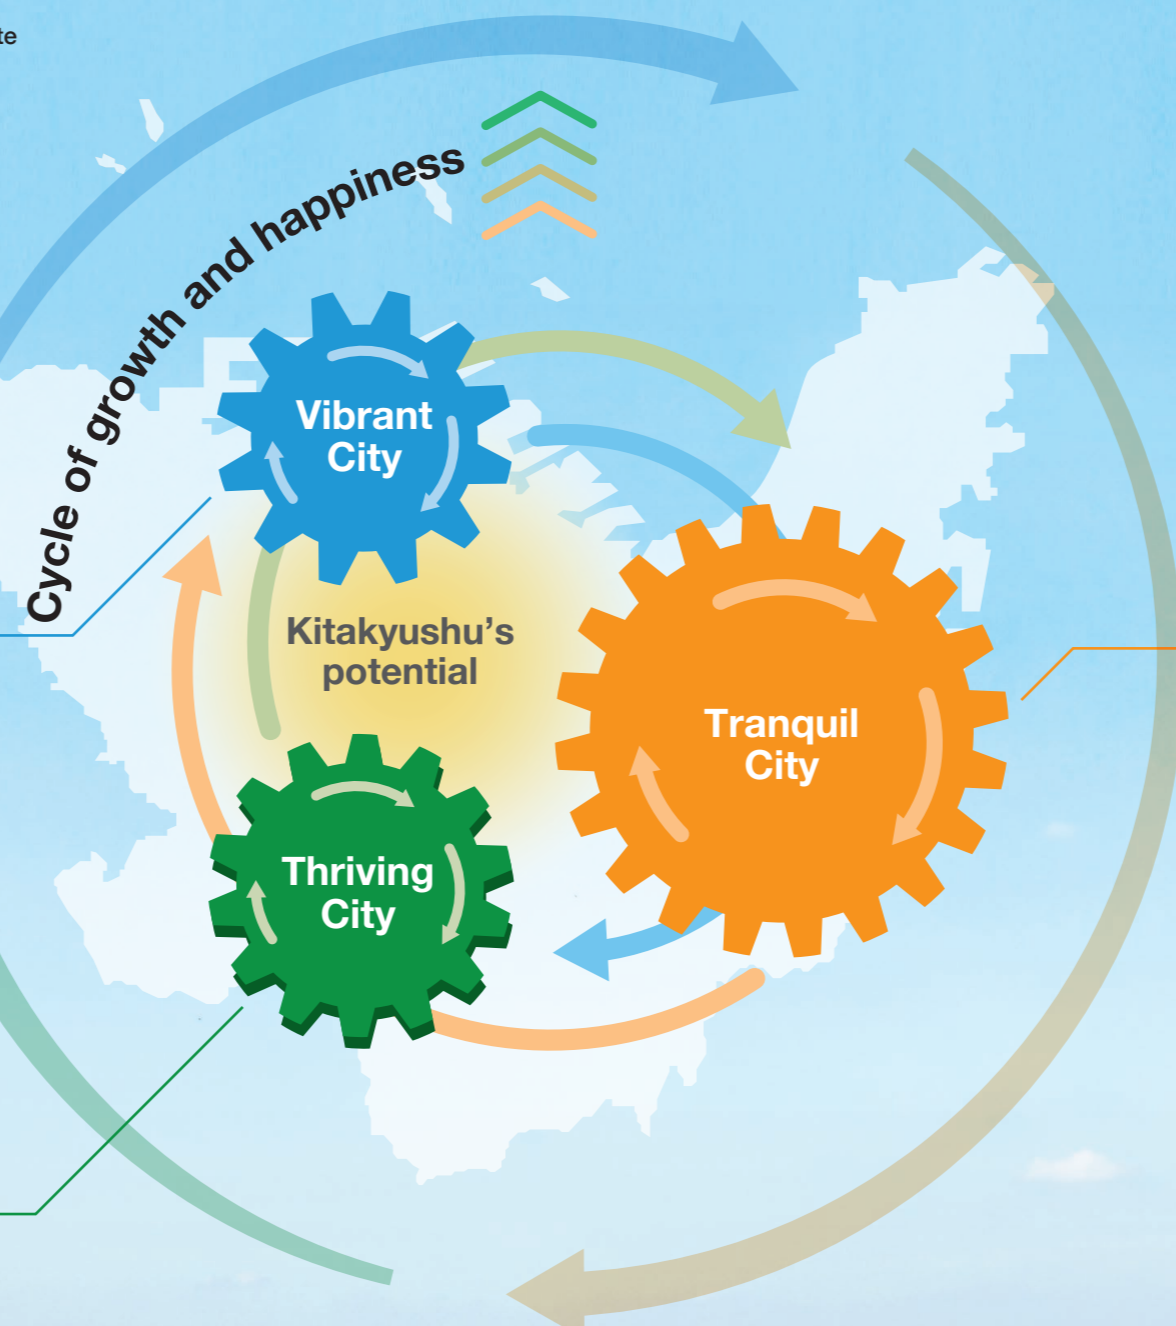 Cycle of growth and happiness
Vibrant
City
Kitakyushu's
potential
Tranquil
City
Thriving
City